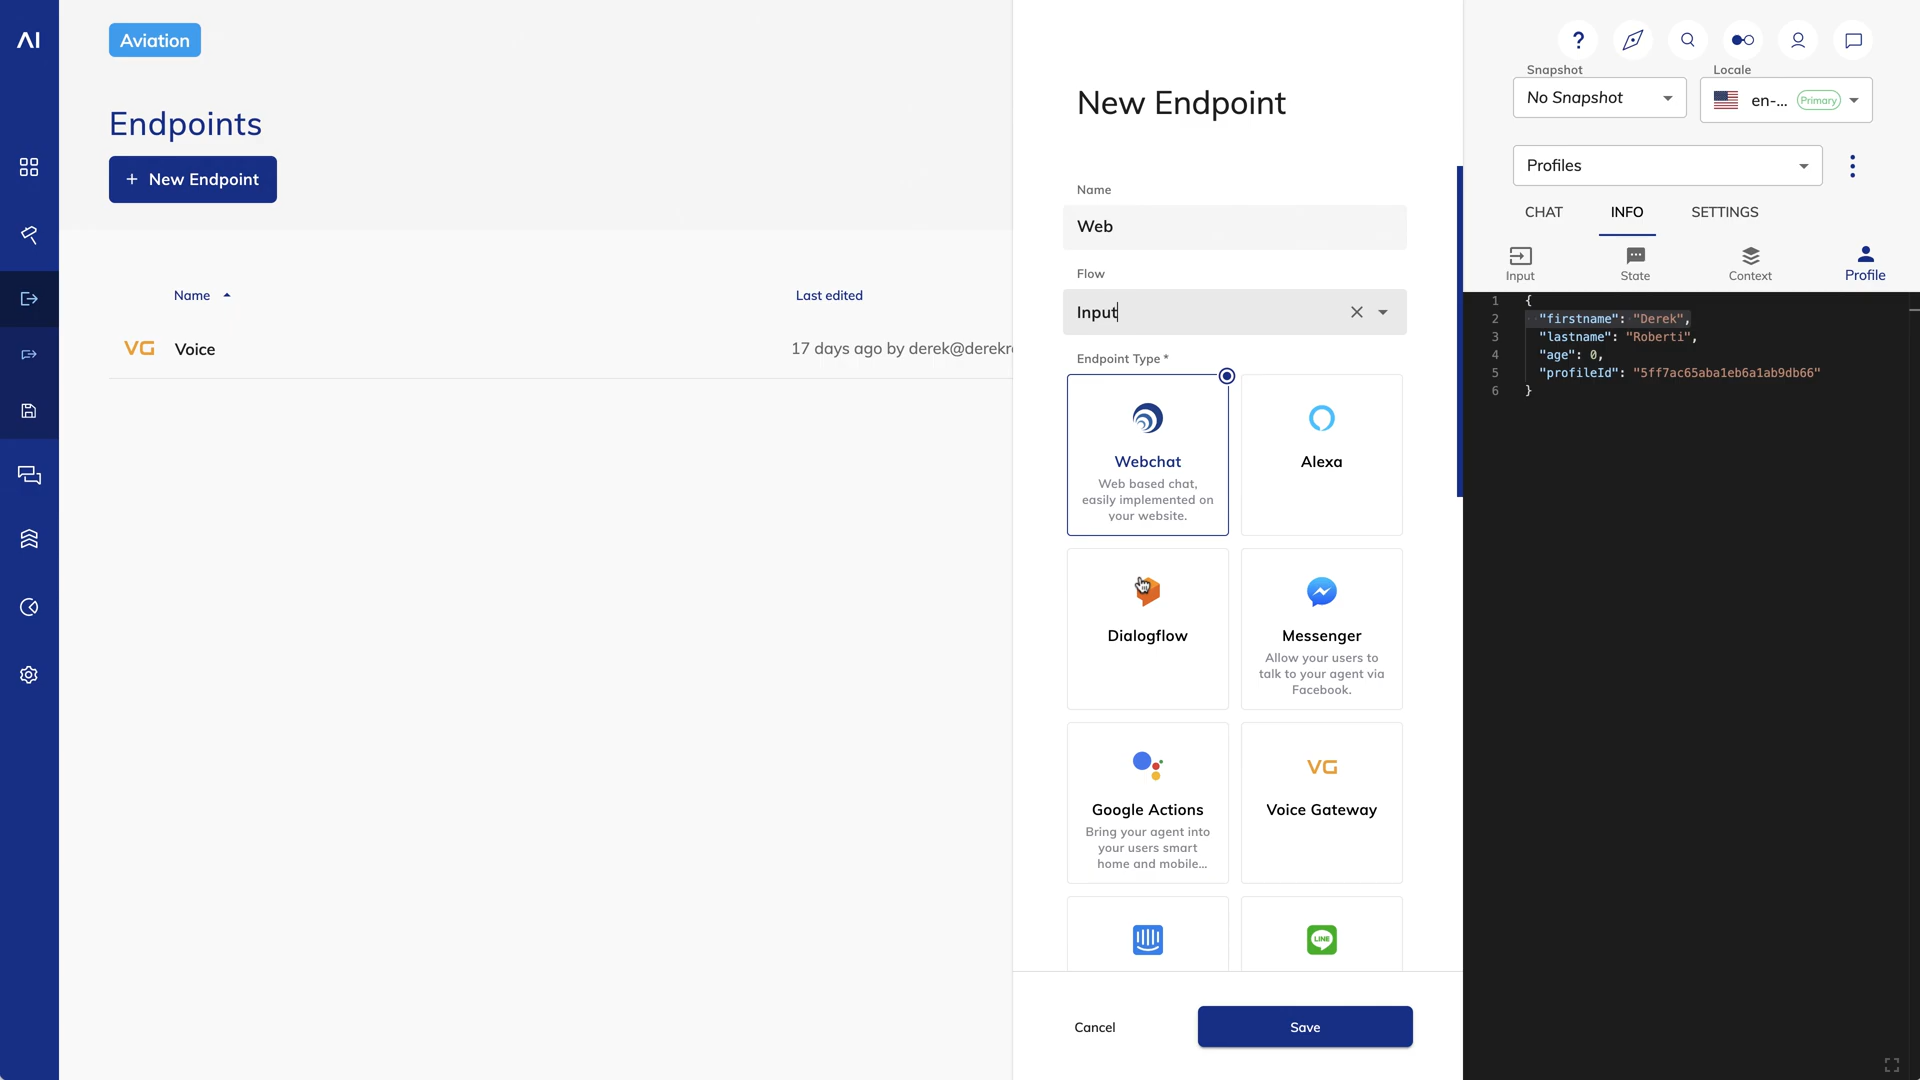 AI
Aviation
Endpoints
+ New Endpoint
Name
Last edited
VG
Voice
17 days ago by derek@derekro
New Endpoint
Name
Web
Flow
Input
Endpoint Type *
Webchat
Web based chat,
easily implemented on
your website.
Alexa
Dialogflow
Messenger
Allow your users to
talk to your agent via
Facebook.
Google Actions
Bring your agent into
your users smart
home and mobile...
VG
Voice Gateway
LINE
Cancel
Save
?
Snapshot
No Snapshot
Locale
en-...
Primary
Profiles
CHAT
INFO
SETTINGS
Input
State
Context
Profile
1 {
2 "firstname": "Derek",
3 "lastname": "Roberti",
4 "age": 0,
5 "profileId": "5ff7ac65aba1eb6a1ab9db66"
6 }